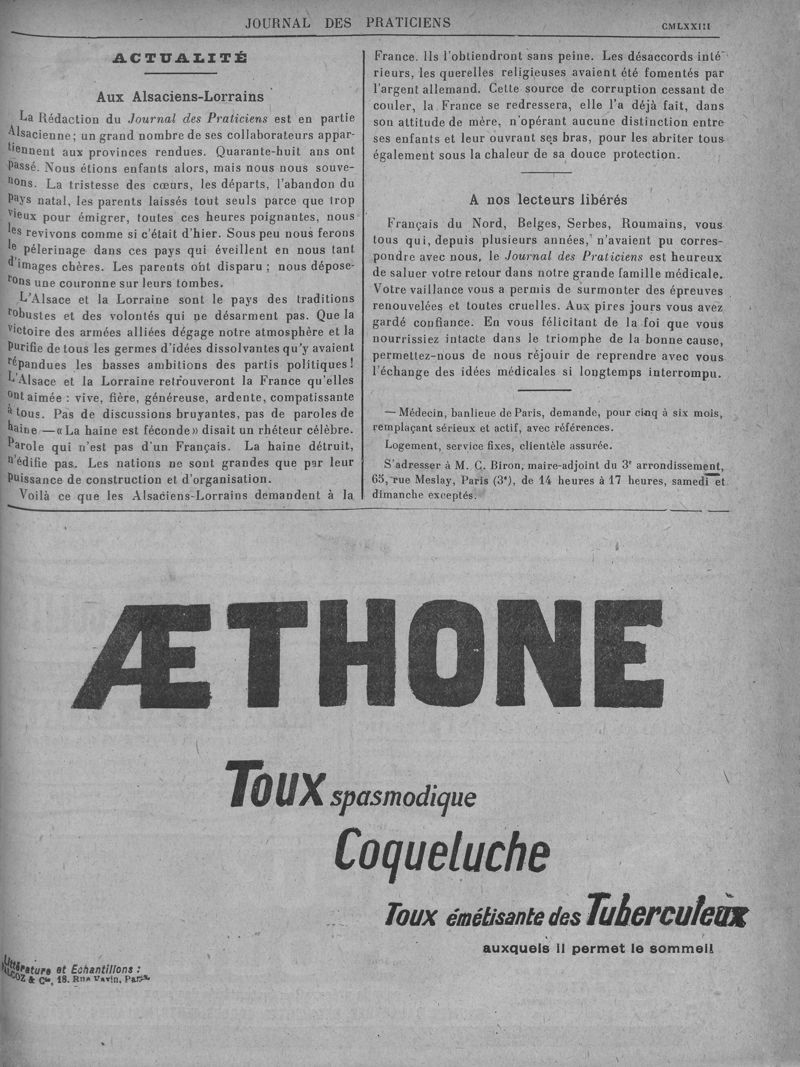 JOURNAL DES PRATICIENS
CMLXXIII
ACTUALITÉ
Aux Alsaciens-Lorrains
La Rédaction du Journal des Praticiens est en partie
Alsacienne; un grand nombre de ses collaborateurs appar-
tiennent aux provinces rendues. Quarante-huit ans ont
passé. Nous étions enfants alors, mais nous nous souve-
nons. La tristesse des cœurs, les départs, l'abandon du
pays natal, les parents laissés tout seuls parce que trop
vieux pour émigrer, toutes ces heures poignantes, nous
les revivons comme si c'était d'hier. Sous peu nous ferons
le pélerinage dans ces pays qui éveillent en nous tant
d'images chères. Les parents ont disparu ; nous dépose-
rons une couronne sur leurs tombes.
L'Alsace et la Lorraine sont le pays des traditions
robustes et des volontés qui ne désarment pas. Que la
victoire des armées alliées dégage notre atmosphère et la
purifie de tous les germes d'idées dissolvantes qu'y avaient
répandues les basses ambitions des partis politiques !
L'Alsace et la Lorraine retrouveront la France qu'elles
ont aimée : vive, fière, généreuse, ardente, compatissante
à tous. Pas de discussions bruyantes, pas de paroles de
haine — « La haine est féconde » disait un rhéteur célèbre.
Parole qui n'est pas d'un Français. La haine détruit,
n'édifie pas. Les nations ne sont grandes que par leur
puissance de construction et d'organisation.
Voilà ce que les Alsaciens-Lorrains demandent à la
France. Ils l'obtiendront sans peine. Les désaccords inté-
rieurs, les querelles religieuses avaient été fomentés par
l'argent allemand. Cette source de corruption cessant de
couler, la France se redressera, elle l'a déjà fait, dans
son attitude de mère, n'opérant aucune distinction entre
ses enfants et leur ouvrant ses bras, pour les abriter tous
également sous la chaleur de sa douce protection.
A nos lecteurs libérés
Français du Nord, Belges, Serbes, Roumains, vous
tous qui, depuis plusieurs années, n'avaient pu corres-
pondre avec nous, le Journal des Praticiens est heureux
de saluer votre retour dans notre grande famille médicale.
Votre vaillance vous a permis de surmonter des épreuves
renouvelées et toutes cruelles. Aux pires jours vous avez
gardé confiance. En vous félicitant de la foi que vous
nourrissiez intacte dans le triomphe de la bonne cause,
permettez-nous de nous réjouir de reprendre avec vous
l'échange des idées médicales si longtemps interrompu.
— Médecin, banlieue de Paris, demande, pour cinq à six mois,
remplaçant sérieux et actif, avec références.
Logement, service fixes, clientèle assurée.
S'adresser à M. C. Biron, maire-adjoint du 3e arrondissement,
65, rue Meslay, Paris (3e), de 14 heures à 17 heures, samedi et
dimanche exceptés.
ÆTHONE
Toux spasmodique
Coqueluche
Toux émétisante des Tuberculeux
auxquels il permet le sommeil
Littérature et Echantillons :
& Cie, 18, Rue Vavin, Paris